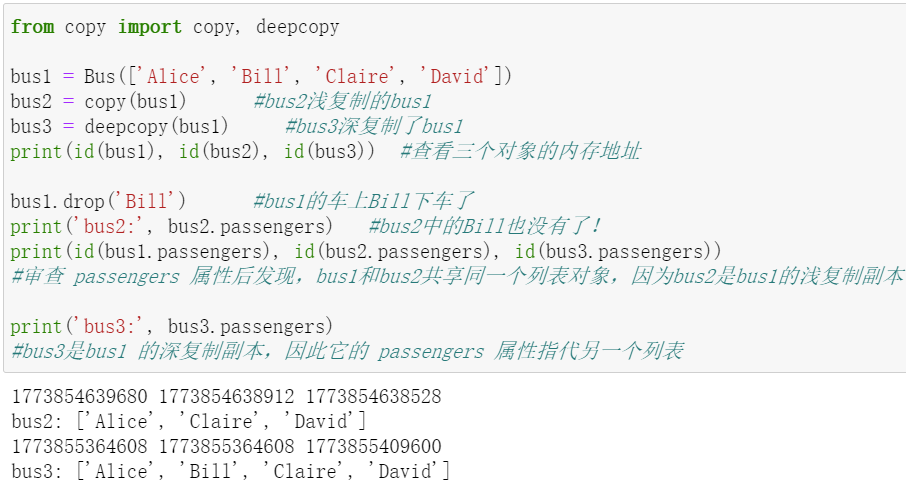 from copy import copy, deepcopy
bus1 = Bus(['Alice', 'Bill', 'Claire', 'David'])
bus2 = copy(bus1)      #bus2浅复制的bus1
bus3 = deepcopy(bus1)     #bus3深复制了bus1
print(id(bus1), id(bus2), id(bus3))  #查看三个对象的内存地址
bus1.drop('Bill')      #bus1的车上Bill下车了
print('bus2:', bus2.passengers)   #bus2中的Bill也没有了!
print(id(bus1.passengers), id(bus2.passengers), id(bus3.passengers))
#审查 passengers 属性后发现，bus1和bus2共享同一个列表对象，因为bus2是bus1的浅复制副本
print('bus3:', bus3.passengers)
#bus3是bus1 的深复制副本，因此它的 passengers 属性指代另一个列表
1773854639680 1773854638912 1773854638528
bus2: ['Alice', 'Claire', 'David']
1773855364608 1773855364608 1773855409600
bus3: ['Alice', 'Bill', 'Claire', 'David']